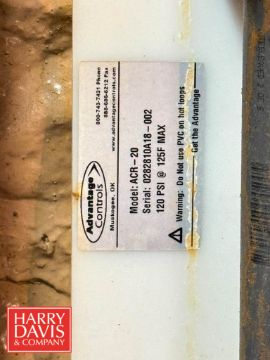 Advantage
Controls
Muskogee, OK
800-743-7431 Phone
www.advantagecontrols.com
Model: ACR-20
Serial: 0282810A18-002
120 PSI @ 125F MAX
Warning: Do Not use PVC on hot loops
Get the Advantage
HARRY
DAVIS
& COMPANY